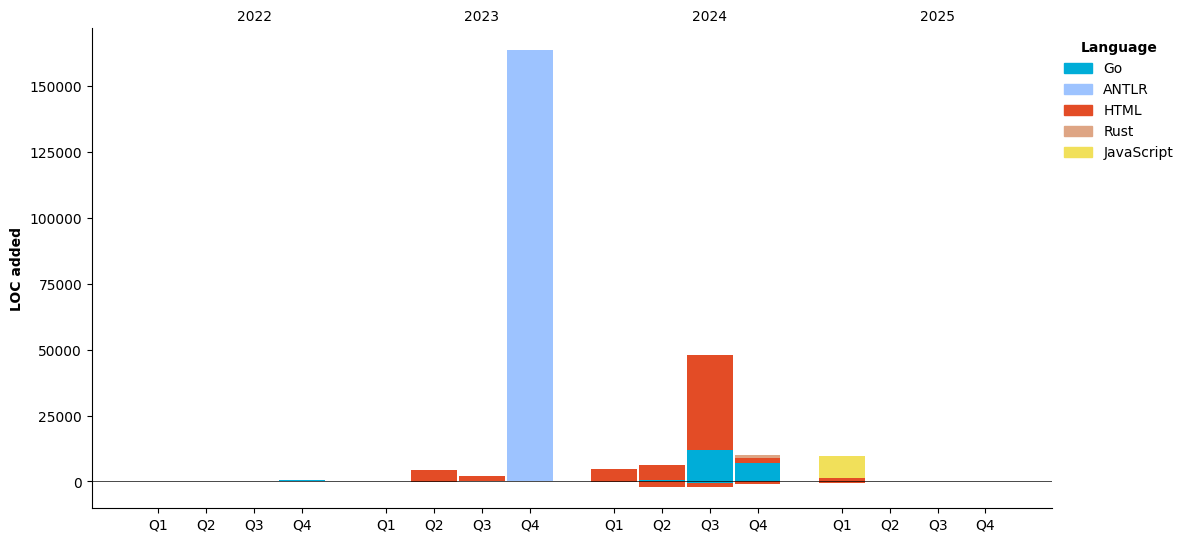 2022 2023 2024 2025
Language
Go
ANTLR
HTML
Rust
JavaScript
LOC added
150000
125000
100000
75000
50000
25000
0
Q1 Q2 Q3 Q4 Q1 Q2 Q3 Q4 Q1 Q2 Q3 Q4 Q1 Q2 Q3 Q4